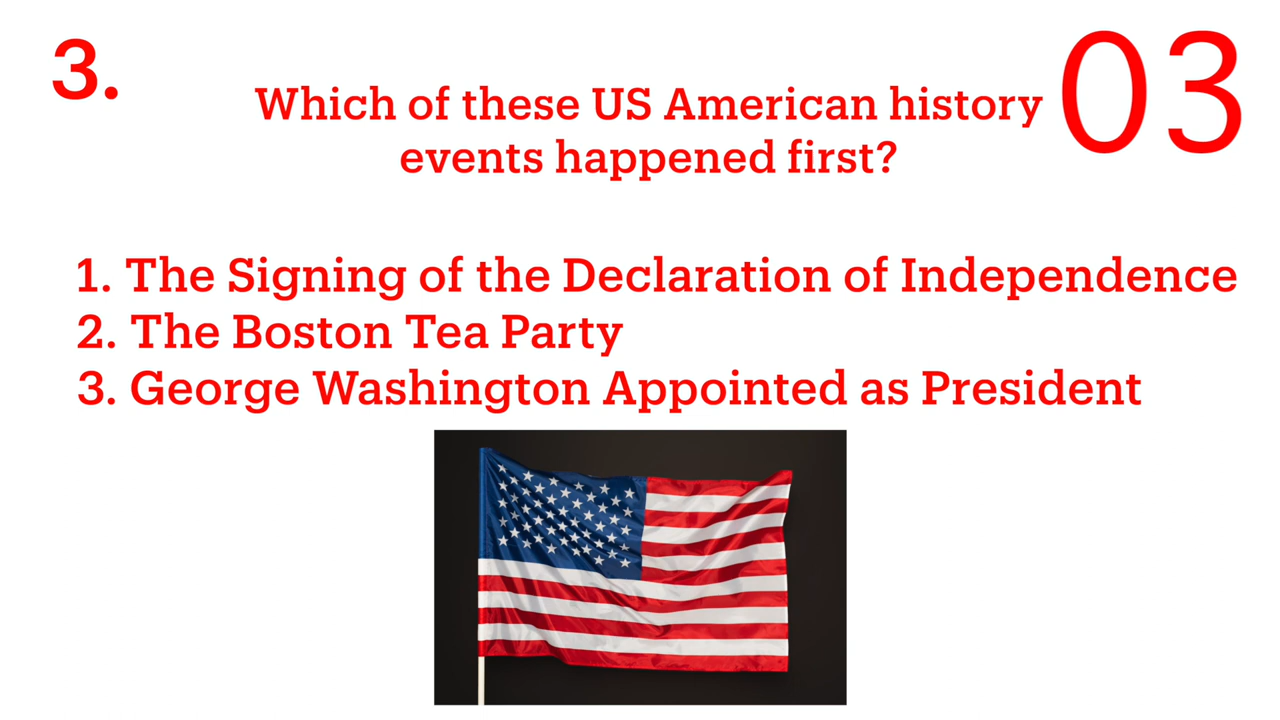 3.
03
Which of these US American history
events happened first?
1. The Signing of the Declaration of Independence
2. The Boston Tea Party
3. George Washington Appointed as President